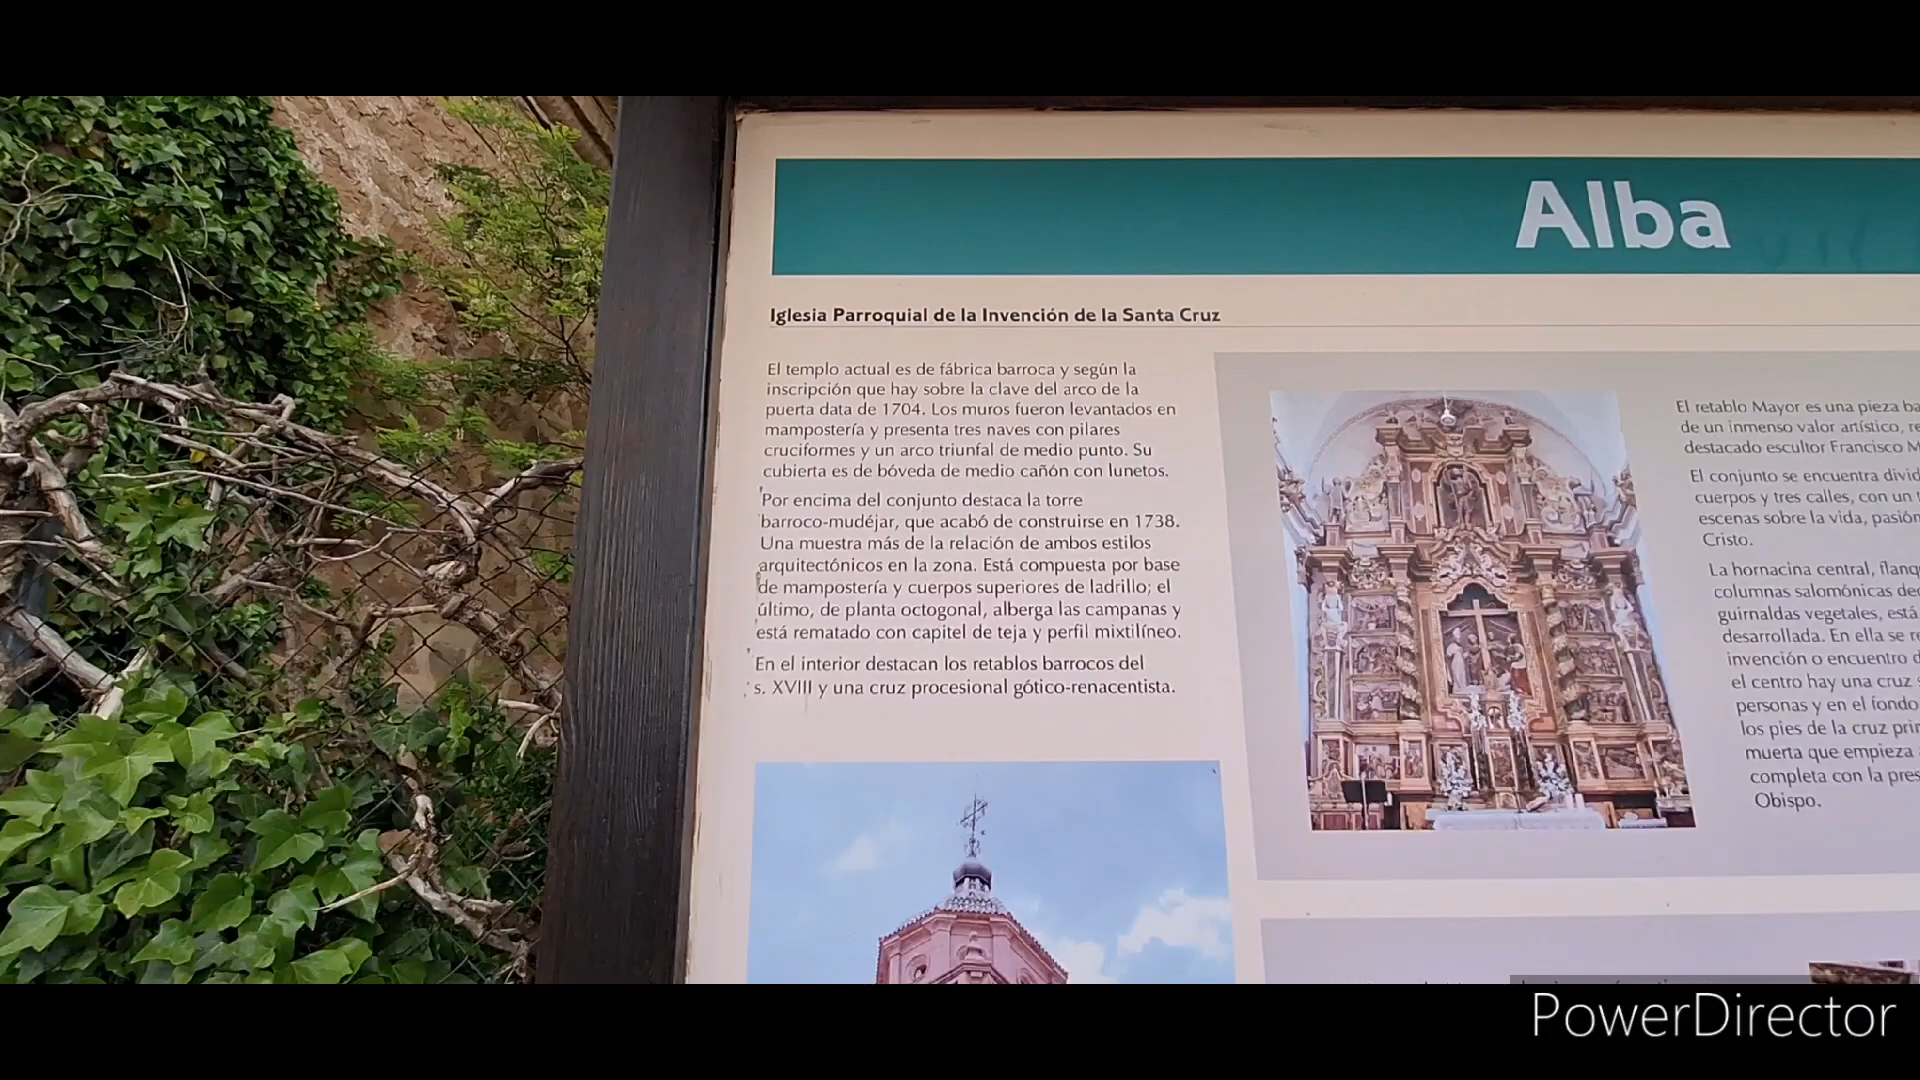 Alba
Iglesia Parroquial de la Invención de la Santa Cruz
El templo actual es de fábrica barroca y según la
inscripción que hay sobre la clave del arco de la
puerta data de 1704. Los muros fueron levantados en
mampostería y presenta tres naves con pilares
cruciformes y un arco triunfal de medio punto. Su
cubierta es de bóveda de medio cañón con lunetos.
Por encima del conjunto destaca la torre
barroco-mudéjar, que acabó de construirse en 1738.
Una muestra más de la relación de ambos estilos
arquitectónicos en la zona. Está compuesta por base
de mampostería y cuerpos superiores de ladrillo; el
último, de planta octogonal, alberga las campanas y
está rematado con capitel de teja y perfil mixtilíneo.
En el interior destacan los retablos barrocos del
s. XVIII y una cruz procesional gótico-renacentista.
El retablo Mayor es una pieza
de un inmenso valor artístico,
destacado escultor Francisco
El conjunto se encuentra
cuerpos y tres calles, con un
escenas sobre la vida, pasión
Cristo.
La hornacina central,
columnas salomónicas
guirnaldas vegetales, está
desarrollada. En ella se
invención o encuentro
el centro hay una cruz
personas y en el fondo
los pies de la cruz
muerta que empieza
completa con la
Obispo.
PowerDirector